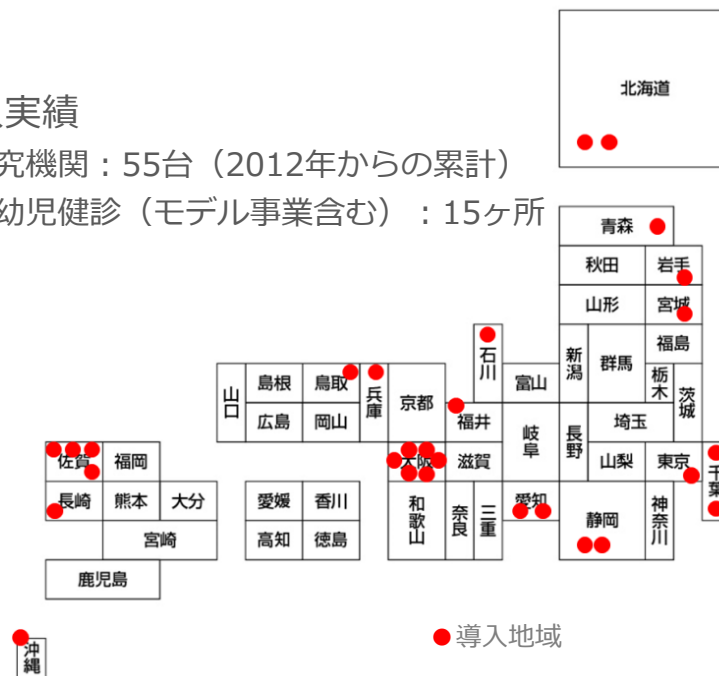 実績
究機関：55台（2012年からの累計）
幼児健診（モデル事業含む）：15ヶ所
北海道
青森
秋田
岩手
山形
宮城
石川
新潟
群馬
福島
栃木
茨城
山口
島根
鳥取
兵庫
京都
富山
広島
岡山
福井
岐阜
長野
埼玉
佐賀
福岡
大阪
滋賀
山梨
東京
千葉
長崎
熊本
大分
愛媛
香川
和歌山
奈良
三重
愛知
静岡
神奈川
宮崎
高知
徳島
鹿児島
導入地域
沖縄